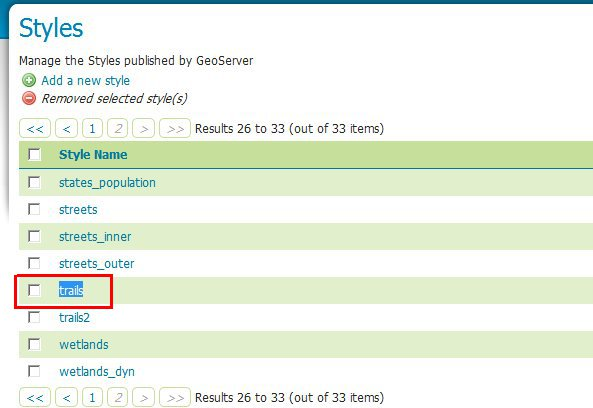 Styles
Manage the Styles published by GeoServer
Add a new style
Removed selected style(s)
<< < 1 2 > >> Results 26 to 33 (out of 33 items)
Style Name
states_population
streets
streets_inner
streets_outer
trails
trails2
wetlands
wetlands_dyn
<< < 1 2 > >> Results 26 to 33 (out of 33 items)